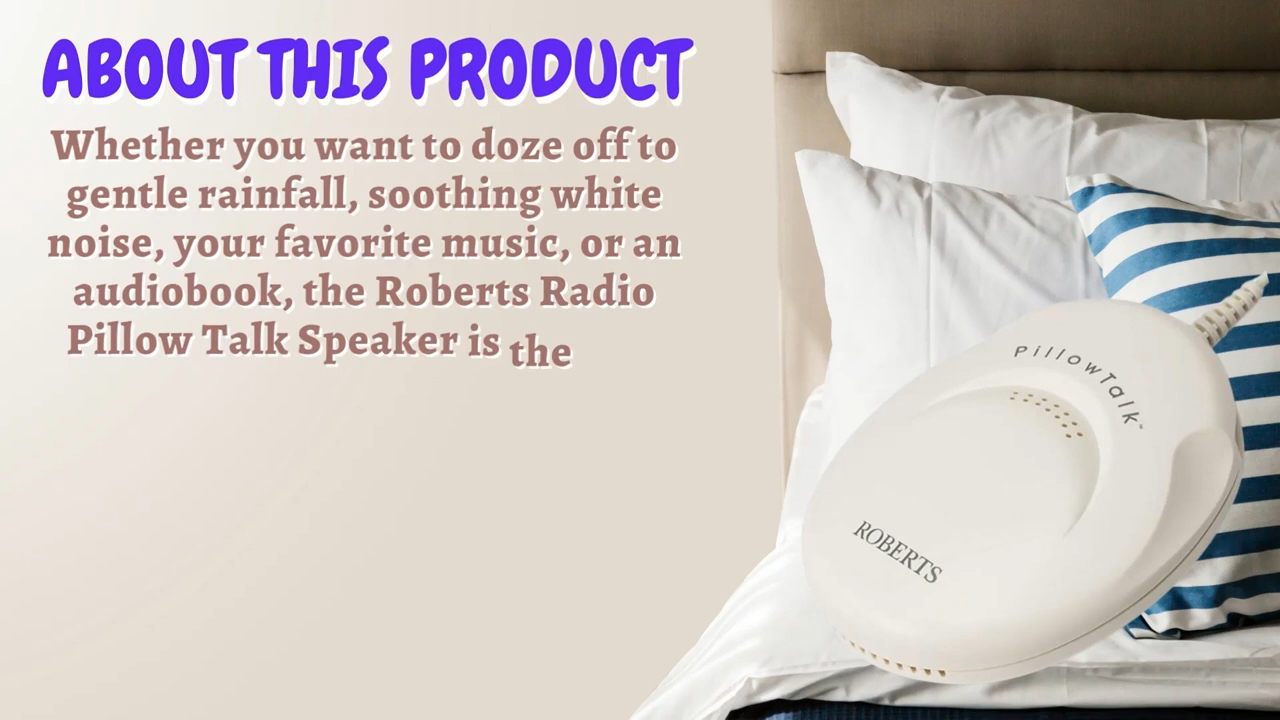 ABOUT THIS PRODUCT
Whether you want to doze off to
gentle rainfall, soothing white
noise, your favorite music, or an
audiobook, the Roberts Radio
Pillow Talk Speaker is the
PillowTalk™
ROBERTS